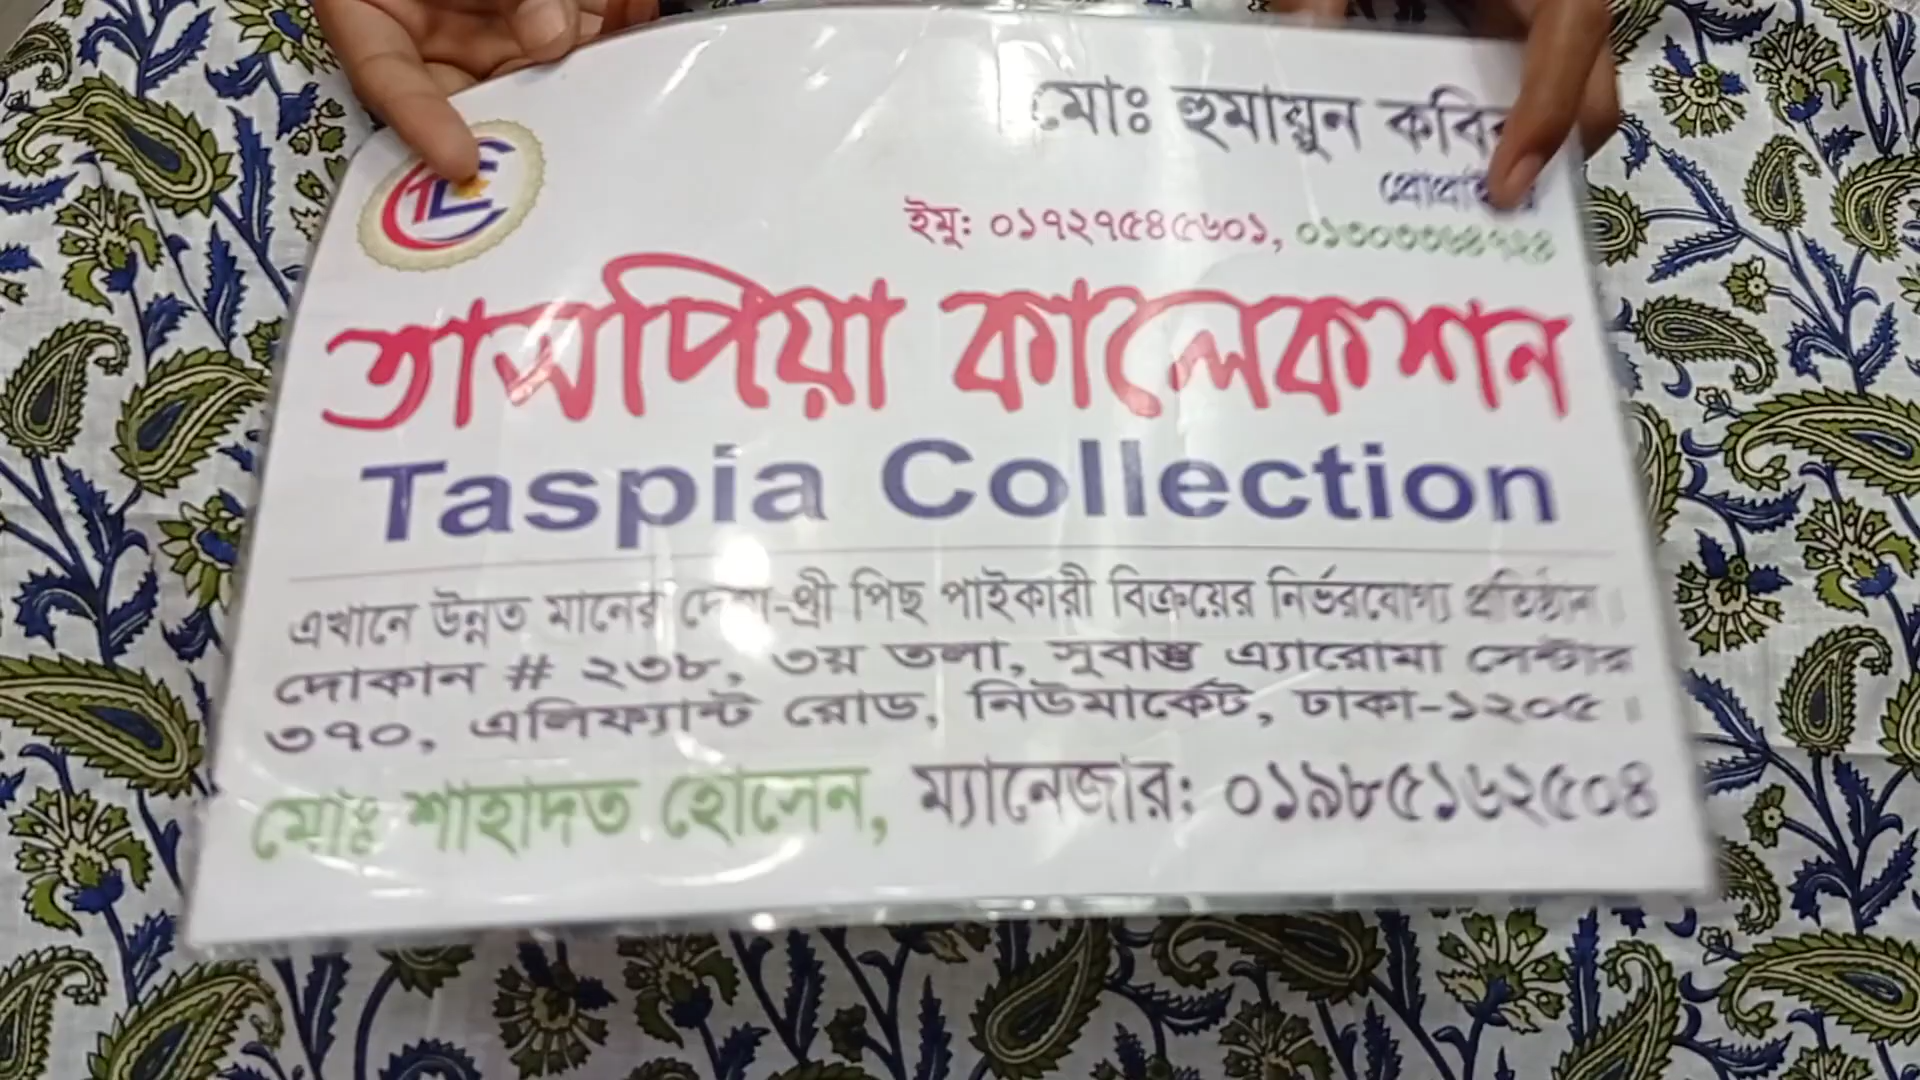 মোঃ হুমায়ুন কবির
ইমু: ০১৭২৭৫৪৫৬০১,
তাসপিয়া কালেকশন
Taspia Collection
এখানে উন্নত মানের দেশী-থ্রী পিছ পাইকারী বিক্রয়ের নির্ভরযোগ্য প্রতিষ্ঠান।
দোকান # ২৩৮, ৩য় তলা, সুবাস্তু এ্যারোমা সেন্টার
৩৭০, এলিফ্যান্ট রোড, নিউমার্কেট, ঢাকা-১২০৫।
মোঃ শাহাদত হোসেন, ম্যানেজার: ০১৯৮৫১৬২৫০৪